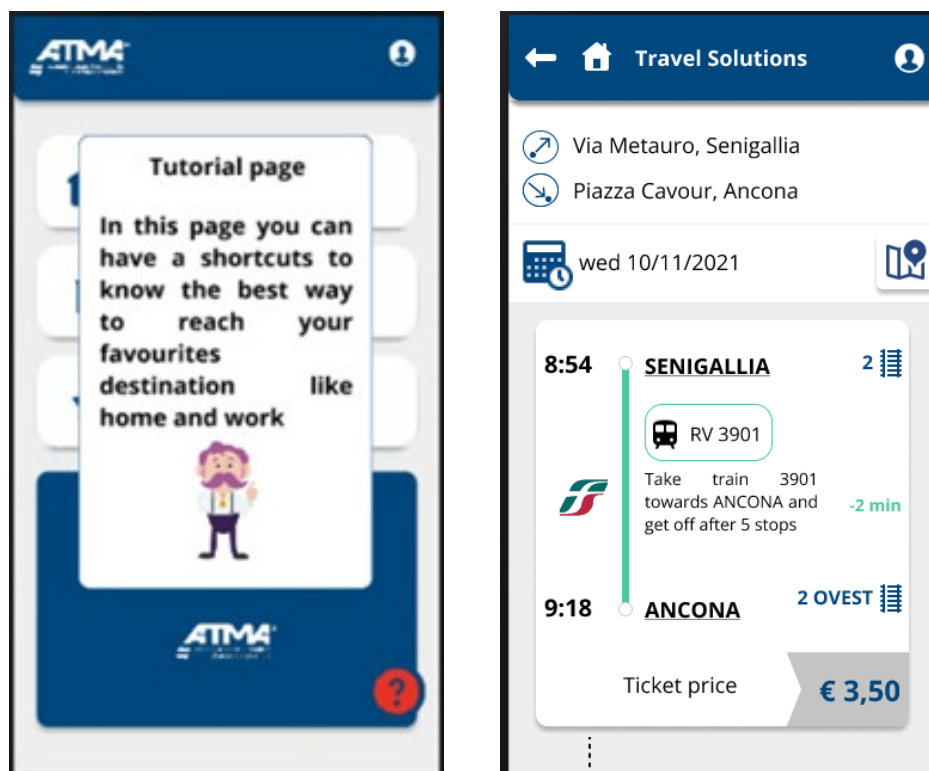 ATMA
Tutorial page
In this page you can
have a shortcuts to
know the best way
to reach your
favourites
destination like
home and work
ATMA
?
Travel Solutions
Via Metauro, Senigallia
Piazza Cavour, Ancona
wed 10/11/2021
8:54 SENIGALLIA 2
RV 3901
Take train 3901
towards ANCONA and
get off after 5 stops
-2 min
9:18 ANCONA 2 OVEST
Ticket price € 3,50